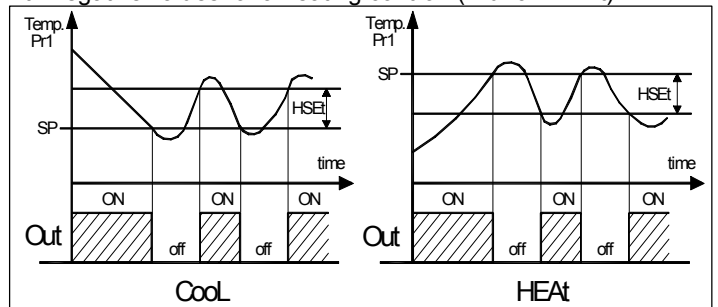 Temp.
Pr1
HSEt
SP
time
ON
ON
ON
Out
off
off
CooL
Temp.
Pr1
SP
HSEt
time
ON
ON
ON
Out
off
off
HEAt